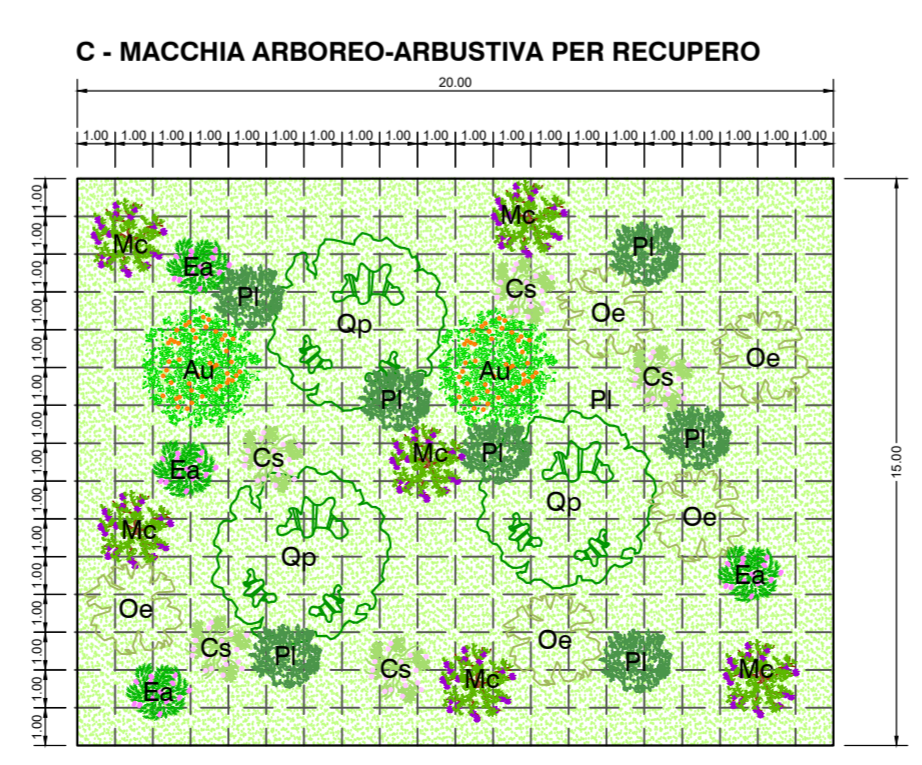 C - MACCHIA ARBOREO-ARBUSTIVA PER RECUPERO
20.00
1.00 1.00 1.00 1.00 1.00 1.00 1.00 1.00 1.00 1.00 1.00 1.00 1.00 1.00 1.00 1.00 1.00 1.00 1.00 1.00
1.00 1.00 1.00 1.00 1.00 1.00 1.00 1.00 1.00 1.00 1.00 1.00 1.00 1.00 1.00
15.00
Mc Mc
Pl
Ea
Pl Cs
Oe
Qp
Oe
Au Au Cs
Pl Pl
Pl
Mc Pl
Cs
Ea
Qp Oe
Mc
Qp
Ea
Oe
Oe
Cs
Pl Pl
Cs Mc
Mc
Ea